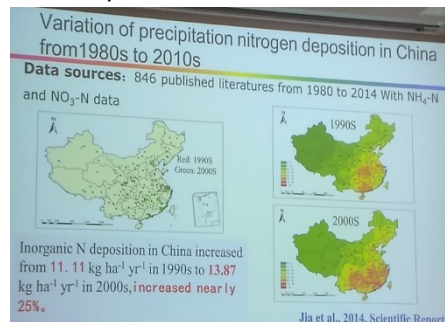 Variation of precipitation nitrogen deposition in China
from1980s to 2010s
Data sources: 846 published literatures from 1980 to 2014 With NH₄-N
and NO₃-N data
N
Red: 1990S
Green: 2000S
N
1990S
N
2000S
Inorganic N deposition in China increased
from 11.11 kg ha⁻¹ yr⁻¹ in 1990s to 13.87
kg ha⁻¹ yr⁻¹ in 2000s,increased nearly
25%。
Jia et al., 2014, Scientific Report